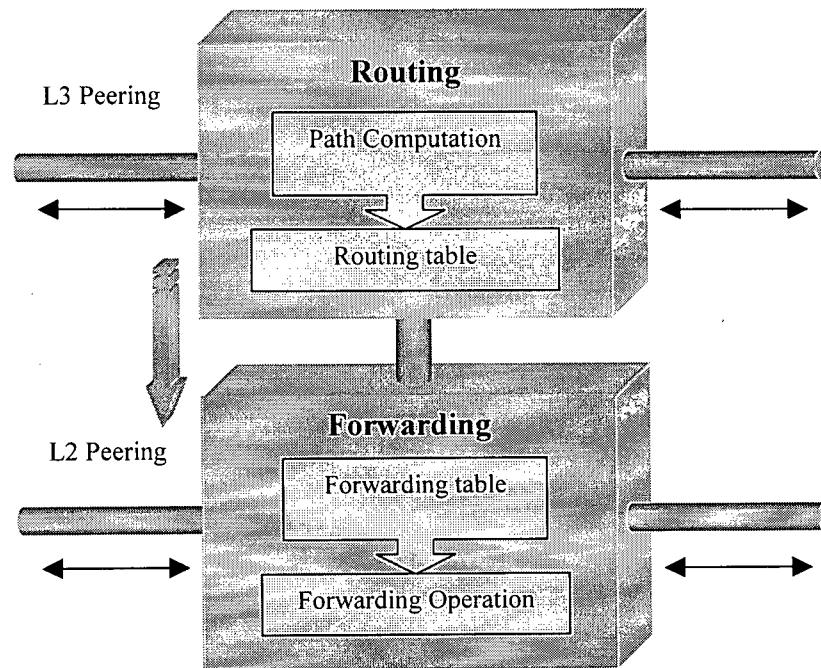 Routing
L3 Peering
Path Computation
Routing table
Forwarding
L2 Peering
Forwarding table
Forwarding Operation